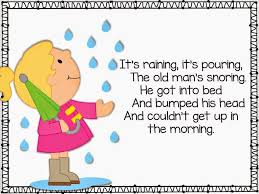 It's raining, it's pouring,
The old man's snoring.
He got into bed
And bumped his head
And couldn't get up in
the morning.